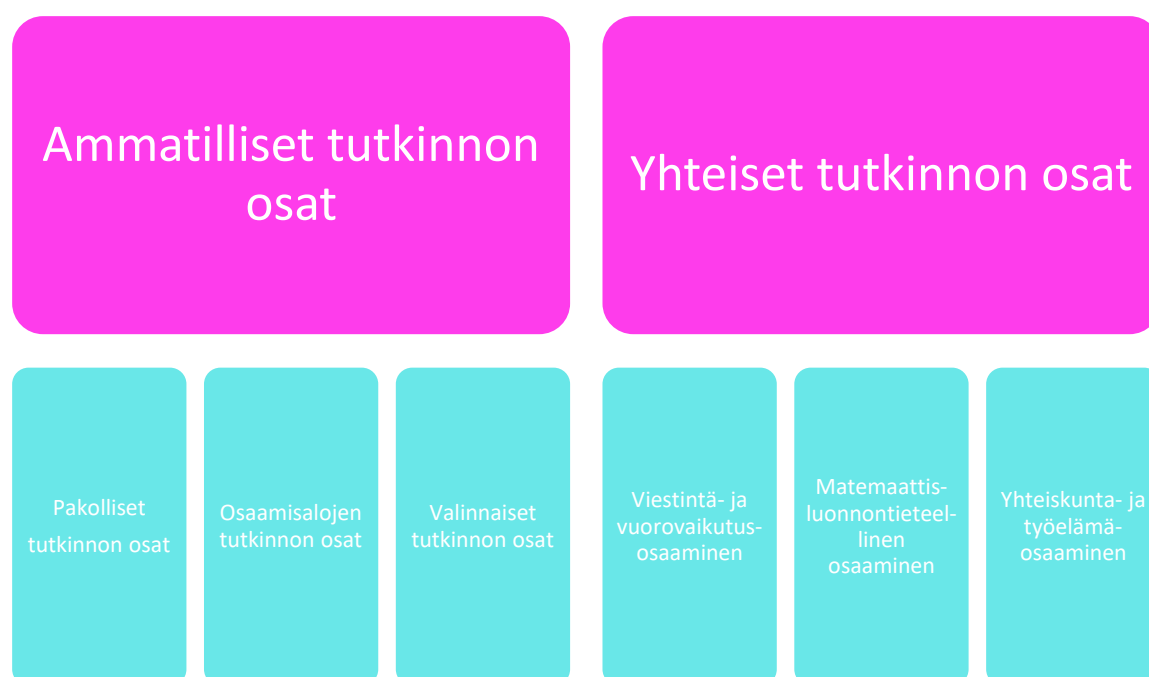 Ammatilliset tutkinnon
osat
Yhteiset tutkinnon osat
Pakolliset
tutkinnon osat
Osaamisalojen
tutkinnon osat
Valinnaiset
tutkinnon osat
Viestintä- ja
vuorovaikutus-
osaaminen
Matemaattis-
luonnontieteel-
linen
osaaminen
Yhteiskunta- ja
työelämä-
osaaminen